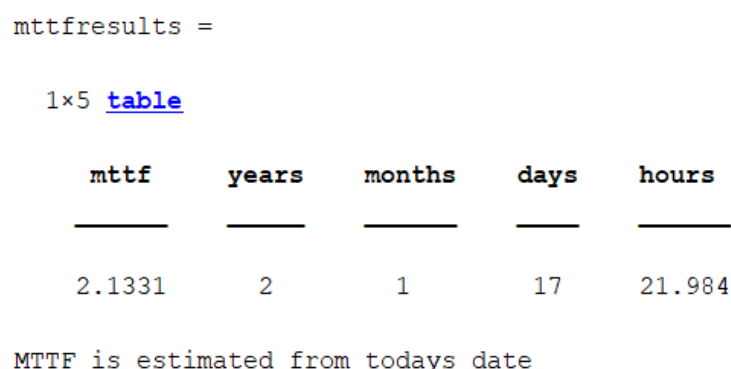 mttfresults =
1×5 table
mttf years months days hours
2.1331 2 1 17 21.984
MTTF is estimated from todays date